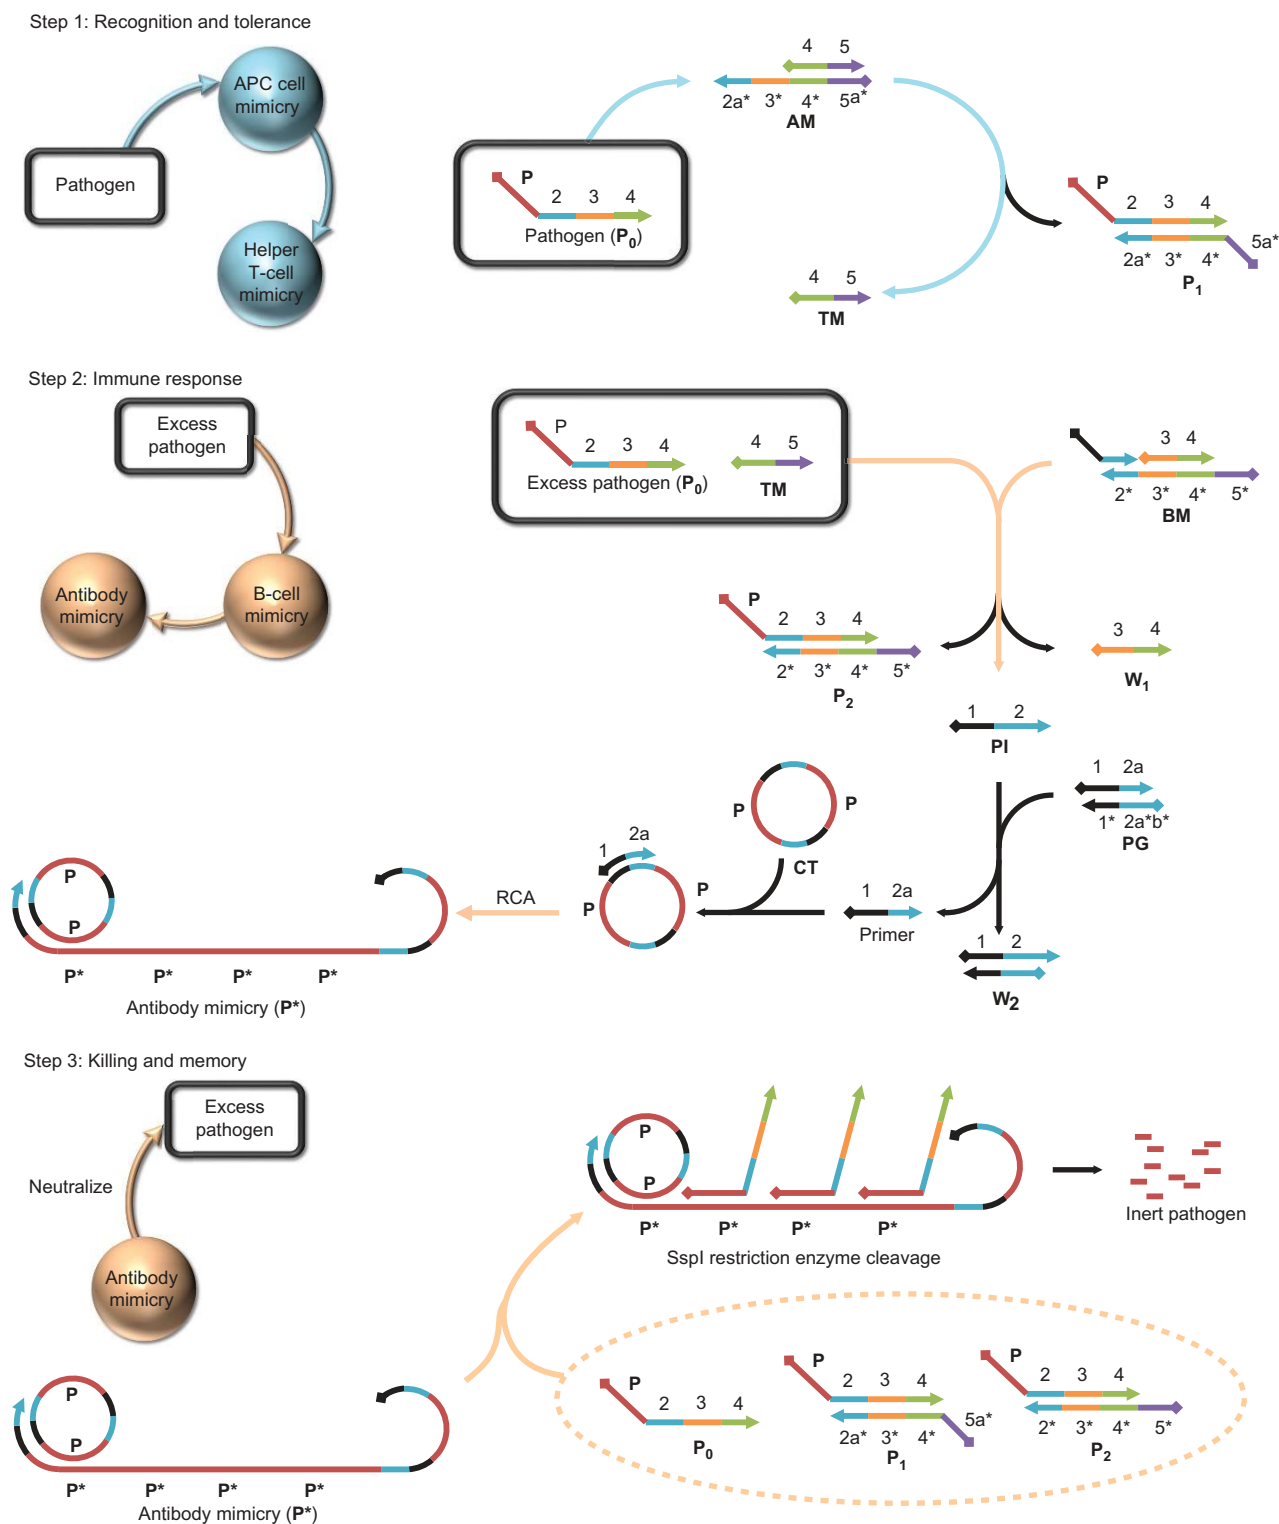 Step 1: Recognition and tolerance
APC cell
mimicry
Pathogen
Helper
T-cell
mimicry
P
2 3 4
Pathogen (P0)
4 5
2a* 3* 4* 5a*
AM
4 5
TM
P
2 3 4
2a* 3* 4* 5a*
P1
Step 2: Immune response
Excess
pathogen
Antibody
mimicry
B-cell
mimicry
P
2 3 4
Excess pathogen (P0)
4 5
TM
3 4
2* 3* 4* 5*
BM
P
2 3 4
2* 3* 4* 5*
P2
3 4
W1
1 2
PI
1 2a
1* 2a*b*
PG
P P
CT
1 2a
Primer
1 2a
P P
RCA
1 2
W2
P
P
P* P* P* P*
Antibody mimicry (P*)
Step 3: Killing and memory
Excess
pathogen
Neutralize
Antibody
mimicry
P
P
P* P* P* P*
SspI restriction enzyme cleavage
Inert pathogen
P
P
P* P* P* P*
Antibody mimicry (P*)
P
2 3 4
P0
P
2 3 4
2a* 3* 4* 5a*
P1
P
2 3 4
2* 3* 4* 5*
P2